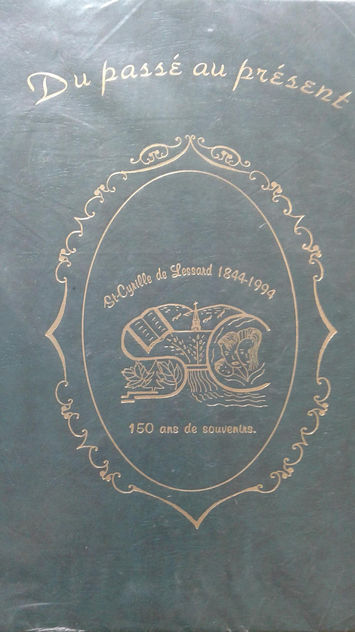 Du passé au présent
St-Cyrille de Lessard 1844-1994
150 ans de souvenirs.